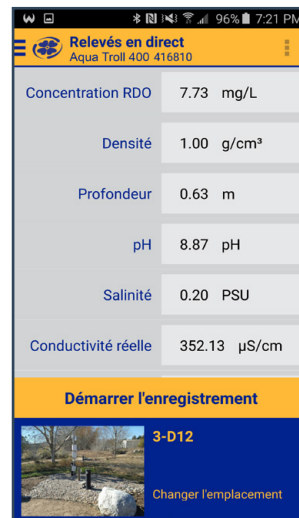 96% 7:21 PM
Relevés en direct
Aqua Troll 400 416810
Concentration RDO 7.73 mg/L
Densité 1.00 g/cm³
Profondeur 0.63 m
pH 8.87 pH
Salinité 0.20 PSU
Conductivité réelle 352.13 µS/cm
Démarrer l'enregistrement
3-D12
Changer l'emplacement